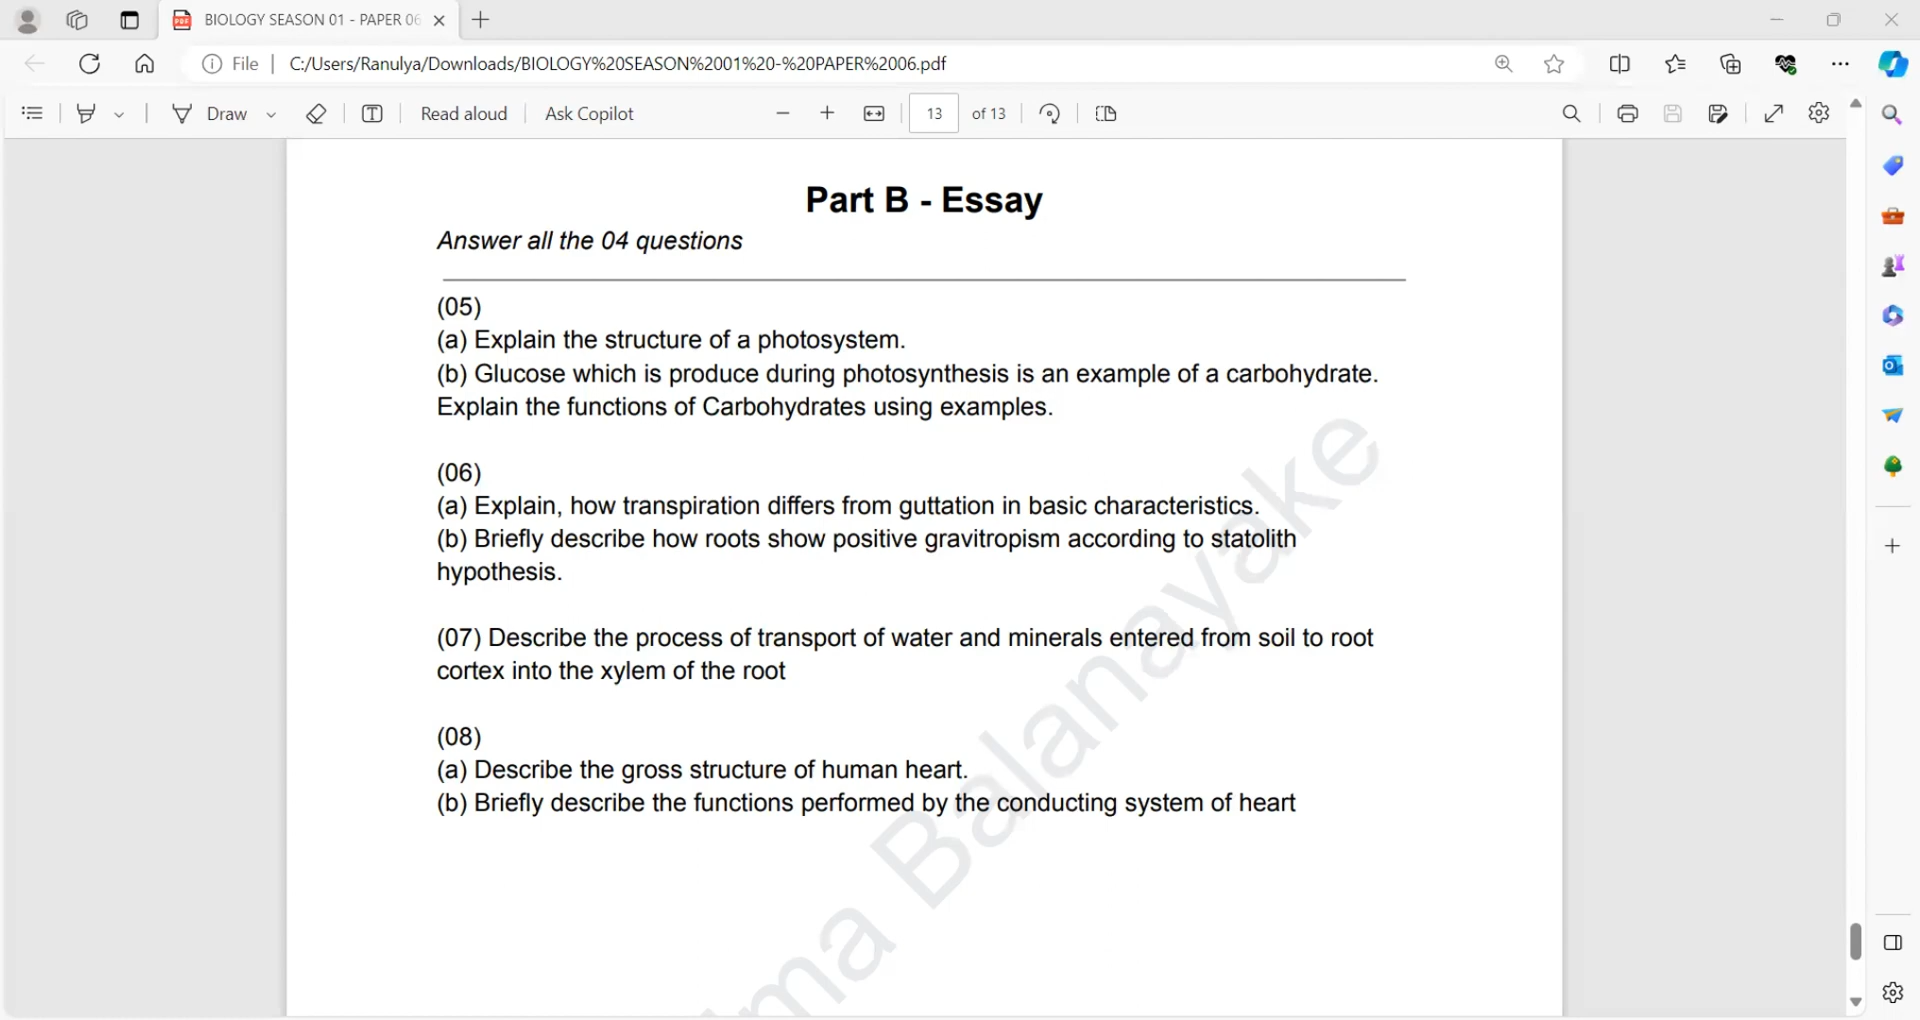 BIOLOGY SEASON 01 - PAPER 06
File
C:/Users/Ranulya/Downloads/BIOLOGY%20SEASON%2001%20-%20PAPER%2006.pdf
Draw
Read aloud
Ask Copilot
13 of 13
Part B - Essay
Answer all the 04 questions
(05)
(a) Explain the structure of a photosystem.
(b) Glucose which is produce during photosynthesis is an example of a carbohydrate.
Explain the functions of Carbohydrates using examples.
(06)
(a) Explain, how transpiration differs from guttation in basic characteristics.
(b) Briefly describe how roots show positive gravitropism according to statolith
hypothesis.
(07) Describe the process of transport of water and minerals entered from soil to root
cortex into the xylem of the root
(08)
(a) Describe the gross structure of human heart.
(b) Briefly describe the functions performed by the conducting system of heart
Balanayake